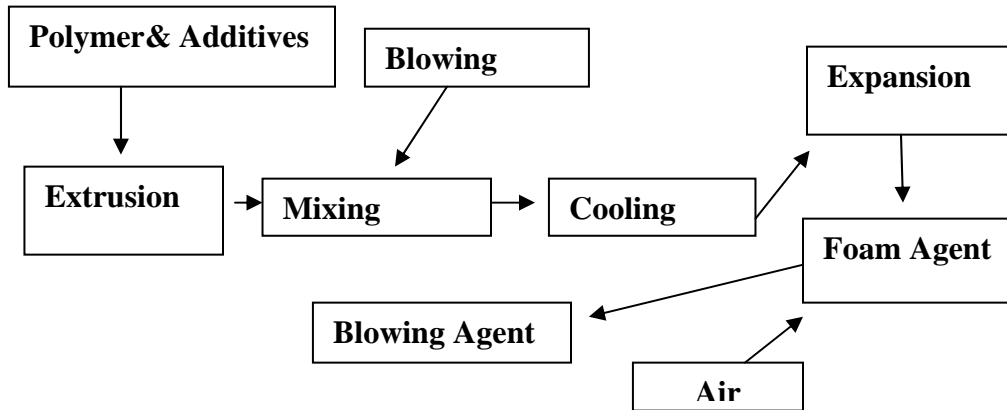 Polymer& Additives
Blowing
Expansion
Extrusion
Mixing
Cooling
Foam Agent
Blowing Agent
Air